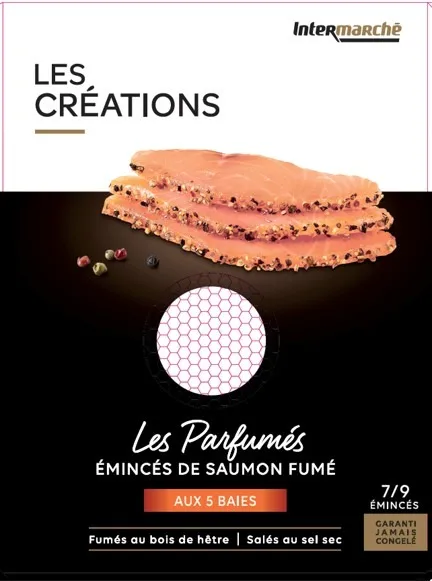 Intermarchē
LES
CRÉATIONS
Les Parfumés
ÉMINCÉS DE SAUMON FUMÉ
AUX 5 BAIES
Fumés au bois de hêtre | Salés au sel sec
7/9
ÉMINCÉS
GARANTI
JAMAIS
CONGELÉ